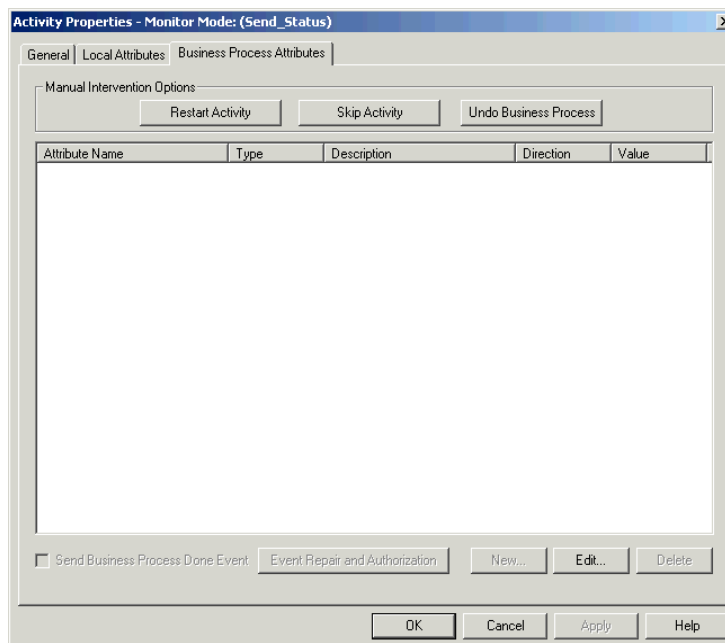 Activity Properties - Monitor Mode: (Send_Status)
General Local Attributes Business Process Attributes
Manual Intervention Options
Restart Activity Skip Activity Undo Business Process
Attribute Name Type Description Direction Value
Send Business Process Done Event Event Repair and Authorization New... Edit... Delete
OK Cancel Apply Help